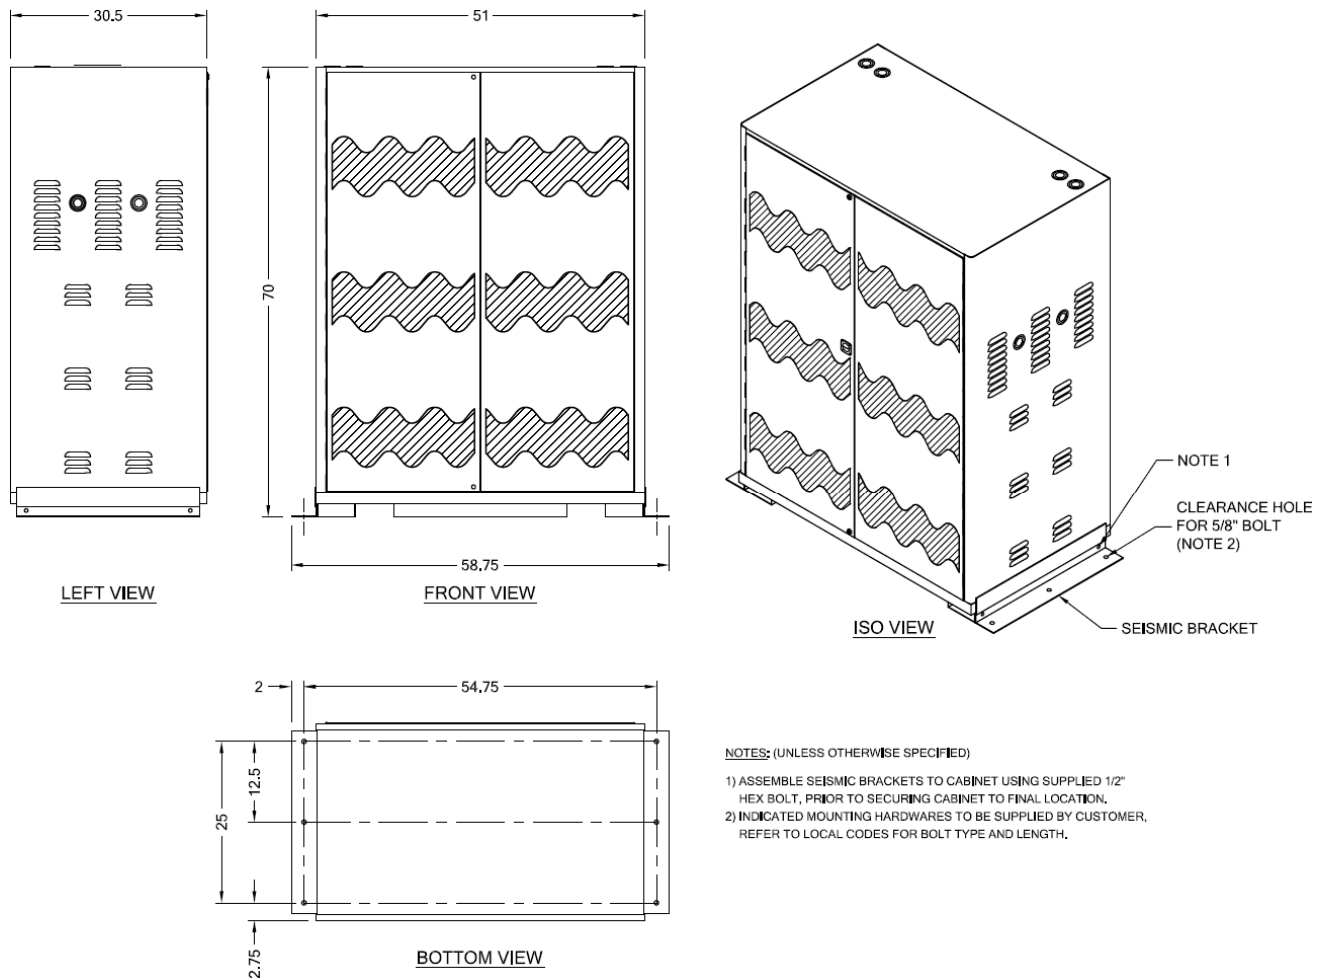 30.5
51
70
58.75
LEFT VIEW
FRONT VIEW
NOTE 1
CLEARANCE HOLE
FOR 5/8" BOLT
(NOTE 2)
SEISMIC BRACKET
ISO VIEW
2
54.75
12.5
25
2.75
BOTTOM VIEW
NOTES: (UNLESS OTHERWISE SPECIFIED)
1) ASSEMBLE SEISMIC BRACKETS TO CABINET USING SUPPLIED 1/2"
HEX BOLT, PRIOR TO SECURING CABINET TO FINAL LOCATION.
2) INDICATED MOUNTING HARDWARES TO BE SUPPLIED BY CUSTOMER,
REFER TO LOCAL CODES FOR BOLT TYPE AND LENGTH.